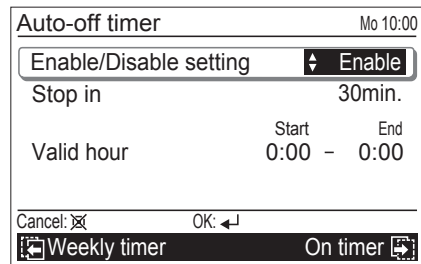 Auto-off timer Mo 10:00
Enable/Disable setting Enable
Stop in 30min.
Start End
Valid hour 0:00 – 0:00
Cancel: OK:
Weekly timer On timer